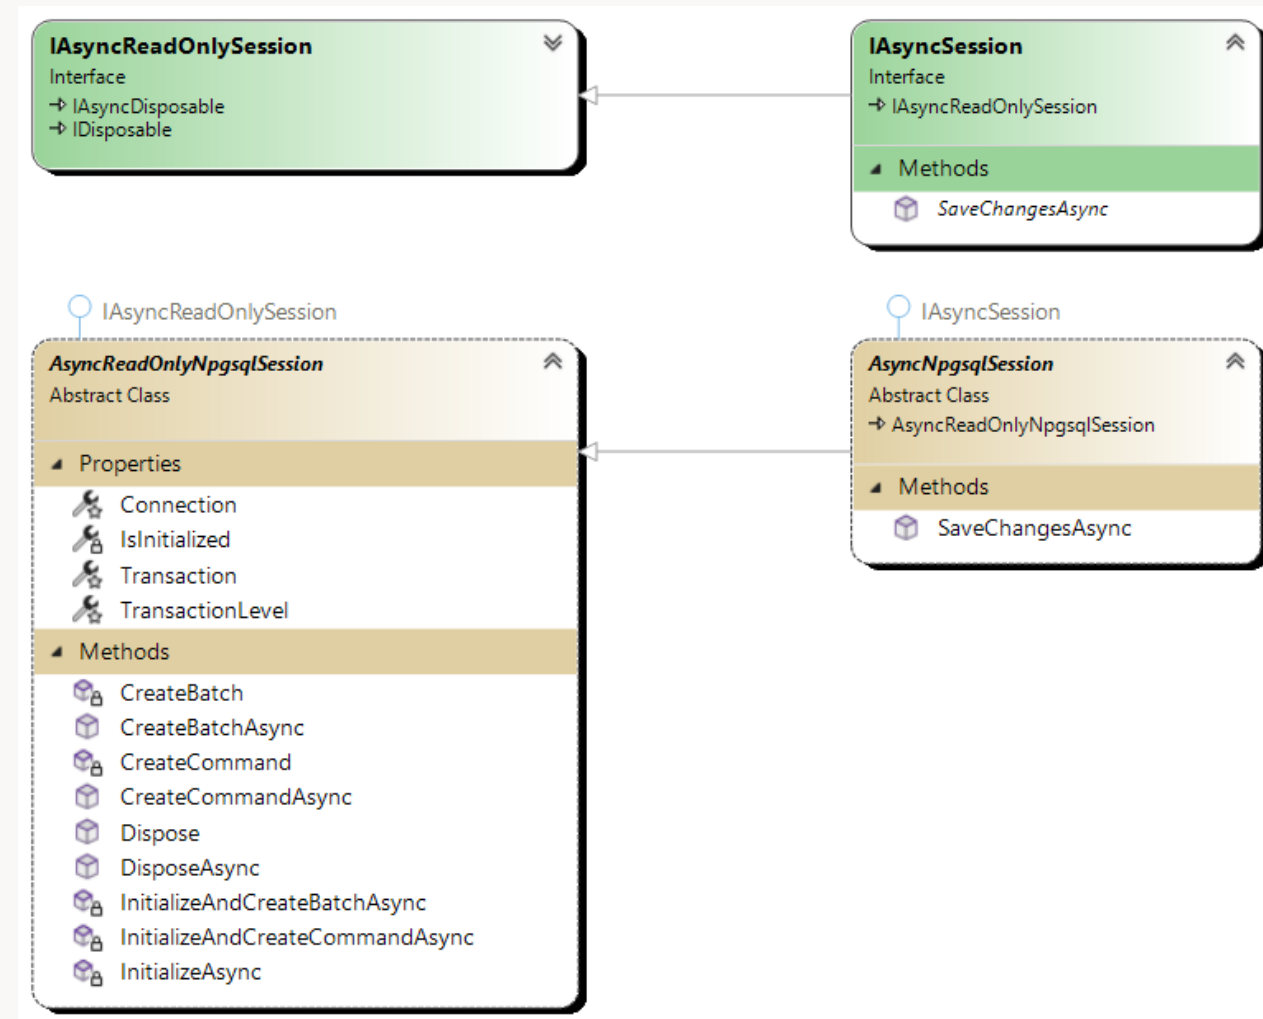 IAsyncReadOnlySession
Interface
IAsyncDisposable
IDisposable
IAsyncSession
Interface
IAsyncReadOnlySession
Methods
SaveChangesAsync
IAsyncReadOnlySession
AsyncReadOnlyNpgsqlSession
Abstract Class
Properties
Connection
IsInitialized
Transaction
TransactionLevel
Methods
CreateBatch
CreateBatchAsync
CreateCommand
CreateCommandAsync
Dispose
DisposeAsync
InitializeAndCreateBatchAsync
InitializeAndCreateCommandAsync
InitializeAsync
IAsyncSession
AsyncNpgsqlSession
Abstract Class
AsyncReadOnlyNpgsqlSession
Methods
SaveChangesAsync